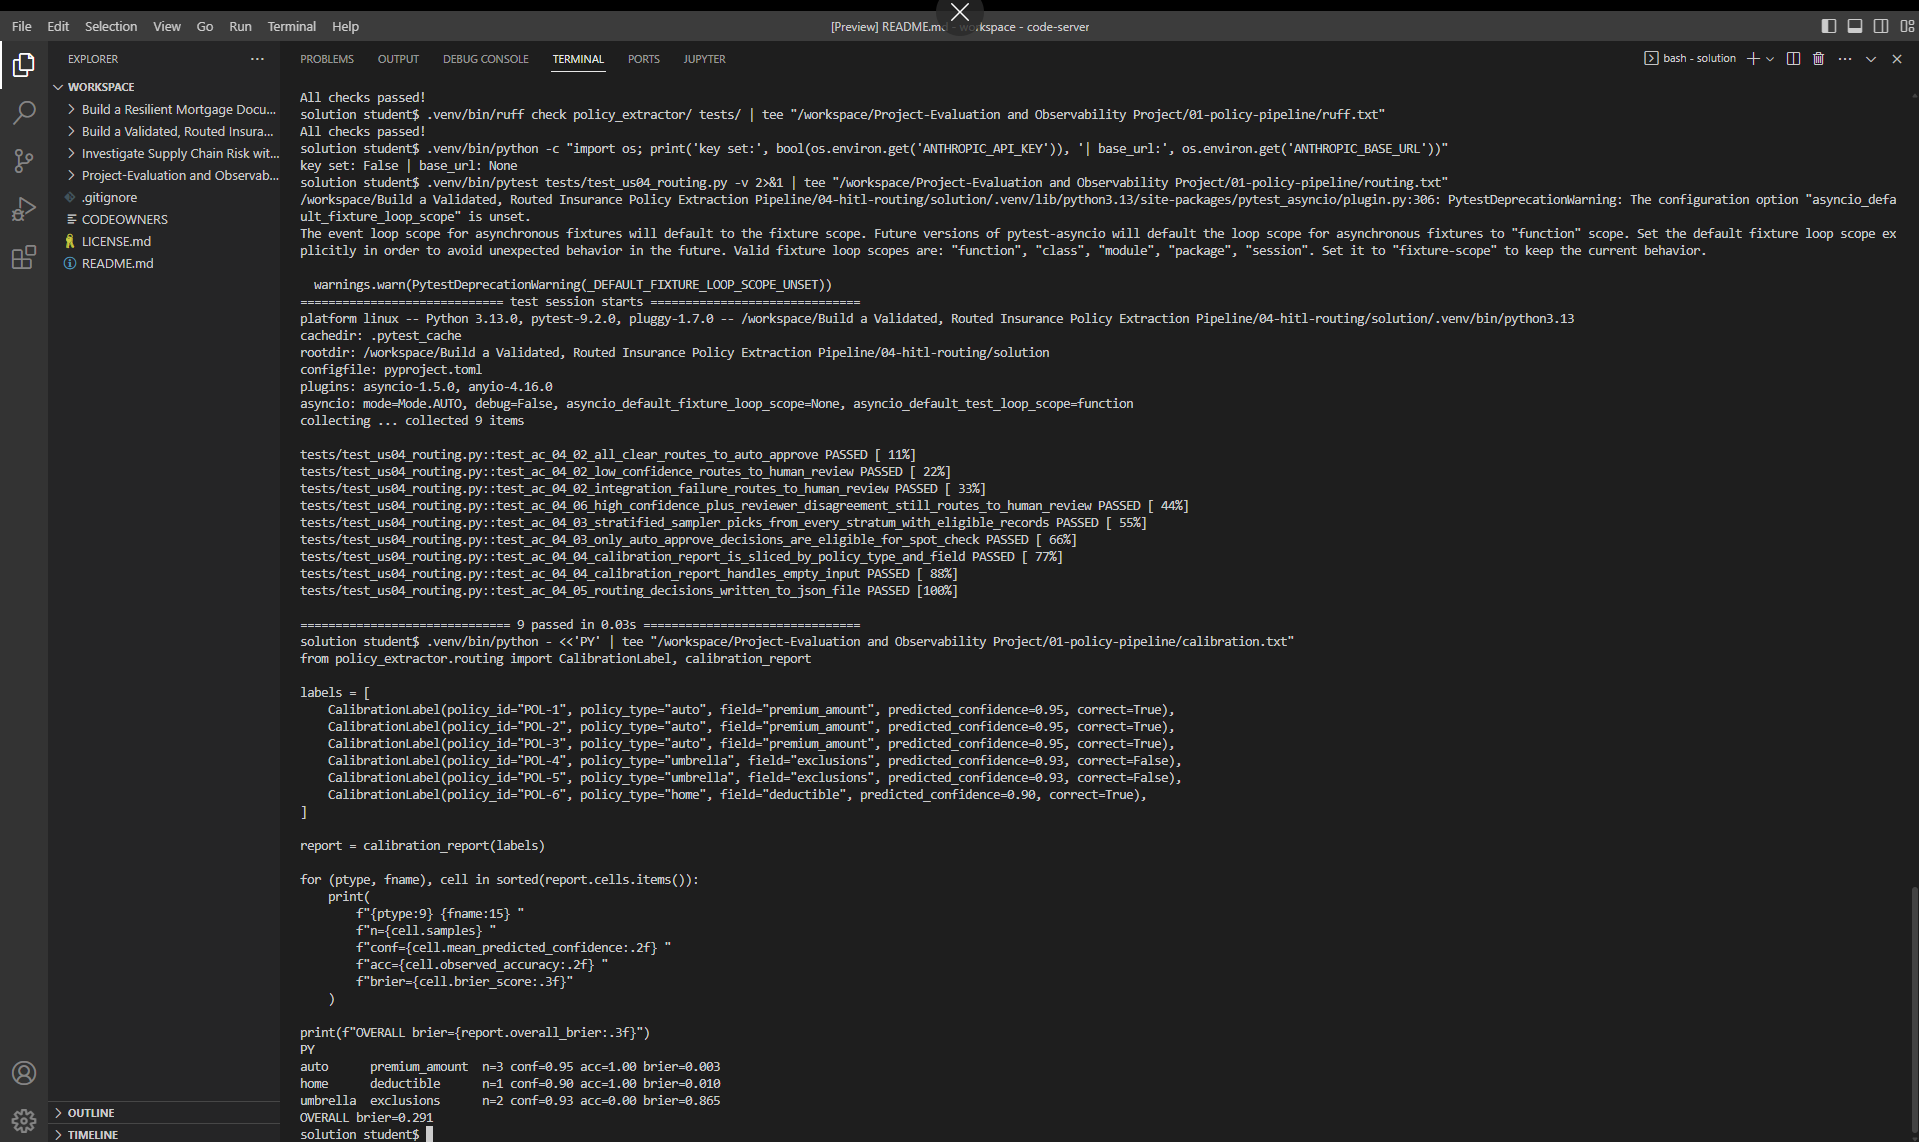 File Edit Selection View Go Run Terminal Help
[Preview] README.md - workspace - code-server
EXPLORER
WORKSPACE
Build a Resilient Mortgage Docu...
Build a Validated, Routed Insura...
Investigate Supply Chain Risk wit...
Project-Evaluation and Observab...
.gitignore
CODEOWNERS
LICENSE.md
README.md
OUTLINE
TIMELINE
PROBLEMS OUTPUT DEBUG CONSOLE TERMINAL PORTS JUPYTER
bash - solution
All checks passed!
solution student$ .venv/bin/ruff check policy_extractor/ tests/ | tee "/workspace/Project-Evaluation and Observability Project/01-policy-pipeline/ruff.txt"
All checks passed!
solution student$ .venv/bin/python -c "import os; print('key set:', bool(os.environ.get('ANTHROPIC_API_KEY')), '| base_url:', os.environ.get('ANTHROPIC_BASE_URL'))"
key set: False | base_url: None
solution student$ .venv/bin/pytest tests/test_us04_routing.py -v 2>&1 | tee "/workspace/Project-Evaluation and Observability Project/01-policy-pipeline/routing.txt"
/workspace/Build a Validated, Routed Insurance Policy Extraction Pipeline/04-hitl-routing/solution/.venv/lib/python3.13/site-packages/pytest_asyncio/plugin.py:306: PytestDeprecationWarning: The configuration option "asyncio_defa
ult_fixture_loop_scope" is unset.
The event loop scope for asynchronous fixtures will default to the fixture scope. Future versions of pytest-asyncio will default the loop scope for asynchronous fixtures to "function" scope. Set the default fixture loop scope ex
plicitly in order to avoid unexpected behavior in the future. Valid fixture loop scopes are: "function", "class", "module", "package", "session". Set it to "fixture-scope" to keep the current behavior.
warnings.warn(PytestDeprecationWarning(_DEFAULT_FIXTURE_LOOP_SCOPE_UNSET))
============================= test session starts ==============================
platform linux -- Python 3.13.0, pytest-9.2.0, pluggy-1.7.0 -- /workspace/Build a Validated, Routed Insurance Policy Extraction Pipeline/04-hitl-routing/solution/.venv/bin/python3.13
cachedir: .pytest_cache
rootdir: /workspace/Build a Validated, Routed Insurance Policy Extraction Pipeline/04-hitl-routing/solution
configfile: pyproject.toml
plugins: asyncio-1.5.0, anyio-4.16.0
asyncio: mode=Mode.AUTO, debug=False, asyncio_default_fixture_loop_scope=None, asyncio_default_test_loop_scope=function
collecting ... collected 9 items
tests/test_us04_routing.py::test_ac_04_02_all_clear_routes_to_auto_approve PASSED [ 11%]
tests/test_us04_routing.py::test_ac_04_02_low_confidence_routes_to_human_review PASSED [ 22%]
tests/test_us04_routing.py::test_ac_04_02_integration_failure_routes_to_human_review PASSED [ 33%]
tests/test_us04_routing.py::test_ac_04_06_high_confidence_plus_reviewer_disagreement_still_routes_to_human_review PASSED [ 44%]
tests/test_us04_routing.py::test_ac_04_03_stratified_sampler_picks_from_every_stratum_with_eligible_records PASSED [ 55%]
tests/test_us04_routing.py::test_ac_04_03_only_auto_approve_decisions_are_eligible_for_spot_check PASSED [ 66%]
tests/test_us04_routing.py::test_ac_04_04_calibration_report_is_sliced_by_policy_type_and_field PASSED [ 77%]
tests/test_us04_routing.py::test_ac_04_04_calibration_report_handles_empty_input PASSED [ 88%]
tests/test_us04_routing.py::test_ac_04_05_routing_decisions_written_to_json_file PASSED [100%]
============================== 9 passed in 0.03s ===============================
solution student$ .venv/bin/python - <<'PY' | tee "/workspace/Project-Evaluation and Observability Project/01-policy-pipeline/calibration.txt"
from policy_extractor.routing import CalibrationLabel, calibration_report
labels = [
CalibrationLabel(policy_id="POL-1", policy_type="auto", field="premium_amount", predicted_confidence=0.95, correct=True),
CalibrationLabel(policy_id="POL-2", policy_type="auto", field="premium_amount", predicted_confidence=0.95, correct=True),
CalibrationLabel(policy_id="POL-3", policy_type="auto", field="premium_amount", predicted_confidence=0.95, correct=True),
CalibrationLabel(policy_id="POL-4", policy_type="umbrella", field="exclusions", predicted_confidence=0.93, correct=False),
CalibrationLabel(policy_id="POL-5", policy_type="umbrella", field="exclusions", predicted_confidence=0.93, correct=False),
CalibrationLabel(policy_id="POL-6", policy_type="home", field="deductible", predicted_confidence=0.90, correct=True),
]
report = calibration_report(labels)
for (ptype, fname), cell in sorted(report.cells.items()):
print(
f"{ptype:9} {fname:15} "
f"n={cell.samples} "
f"conf={cell.mean_predicted_confidence:.2f} "
f"acc={cell.observed_accuracy:.2f} "
f"brier={cell.brier_score:.3f}"
)
print(f"OVERALL brier={report.overall_brier:.3f}")
PY
auto premium_amount n=3 conf=0.95 acc=1.00 brier=0.003
home deductible n=1 conf=0.90 acc=1.00 brier=0.010
umbrella exclusions n=2 conf=0.93 acc=0.00 brier=0.865
OVERALL brier=0.291
solution student$